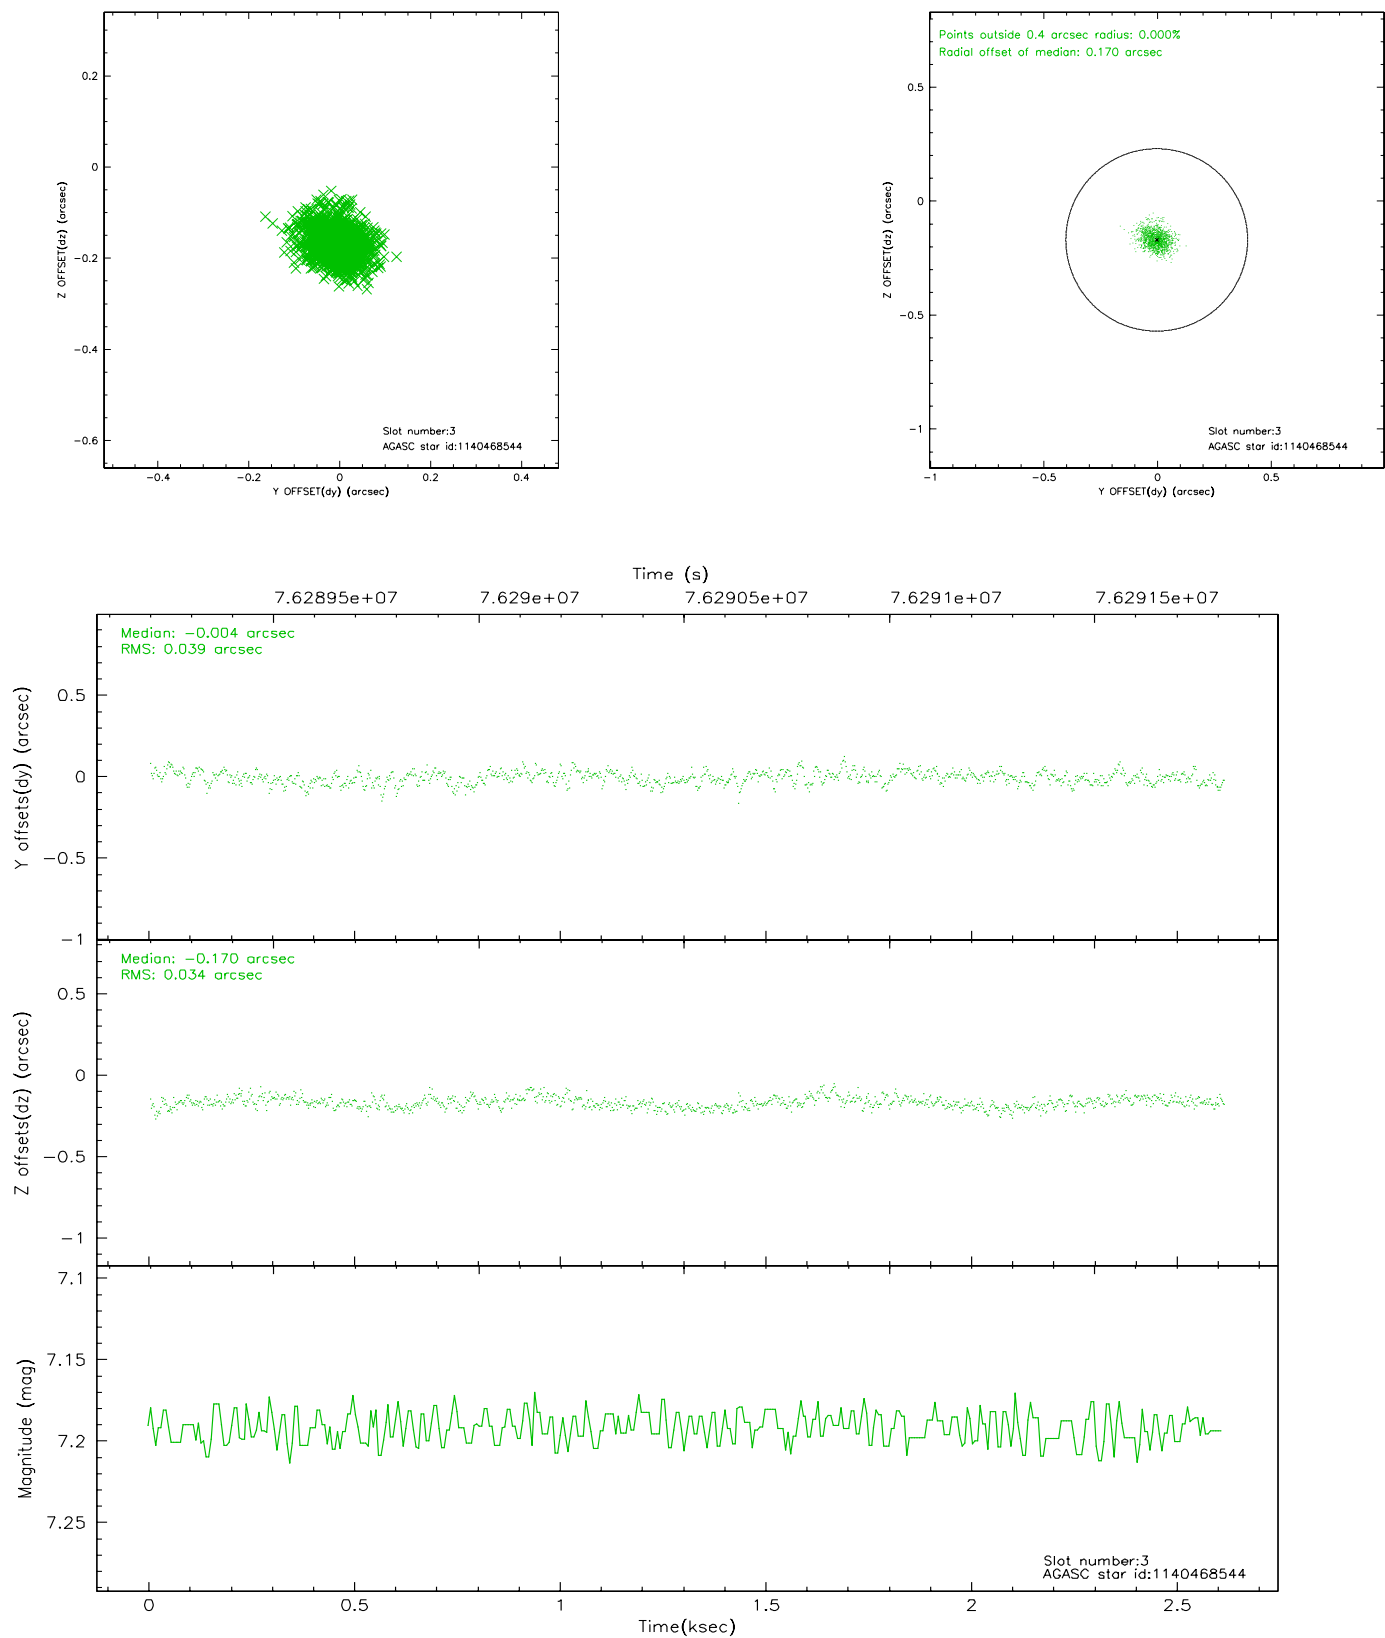 0.2
0
−0.2
−0.4
−0.6
Z OFFSET(dz) (arcsec)
Slot number:3
AGASC star id:1140468544
−0.4
−0.2
0
0.2
0.4
Y OFFSET(dy) (arcsec)
Points outside 0.4 arcsec radius: 0.000%
Radial offset of median: 0.170 arcsec
0.5
0
−0.5
−1
Z OFFSET(dz) (arcsec)
Slot number:3
AGASC star id:1140468544
−1
−0.5
0
0.5
Y OFFSET(dy) (arcsec)
Time (s)
7.62895e+07
7.629e+07
7.62905e+07
7.6291e+07
7.62915e+07
Median: −0.004 arcsec
RMS: 0.039 arcsec
0.5
0
−0.5
−1
Y offsets(dy) (arcsec)
Median: −0.170 arcsec
RMS: 0.034 arcsec
0.5
0
−0.5
−1
Z offsets(dz) (arcsec)
7.1
7.15
7.2
7.25
Magnitude (mag)
Slot number:3
AGASC star id:1140468544
0
0.5
1
1.5
2
2.5
Time(ksec)